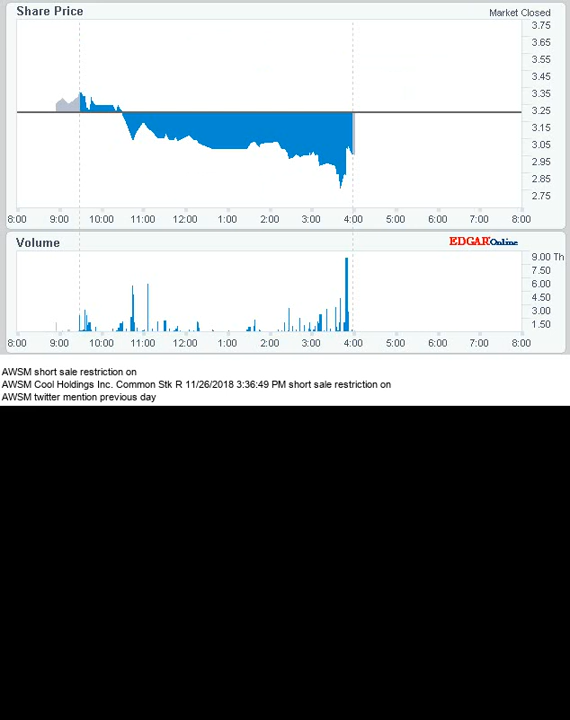 Share Price
Market Closed
3.75
3.65
3.55
3.45
3.35
3.25
3.15
3.05
2.95
2.85
2.75
8:00 9:00 10:00 11:00 12:00 1:00 2:00 3:00 4:00 5:00 6:00 7:00 8:00
Volume
EDGAR Online
9.00 Th
7.50
6.00
4.50
3.00
1.50
8:00 9:00 10:00 11:00 12:00 1:00 2:00 3:00 4:00 5:00 6:00 7:00 8:00
AWSM short sale restriction on
AWSM Cool Holdings Inc. Common Stk R 11/26/2018 3:36:49 PM short sale restriction on
AWSM twitter mention previous day